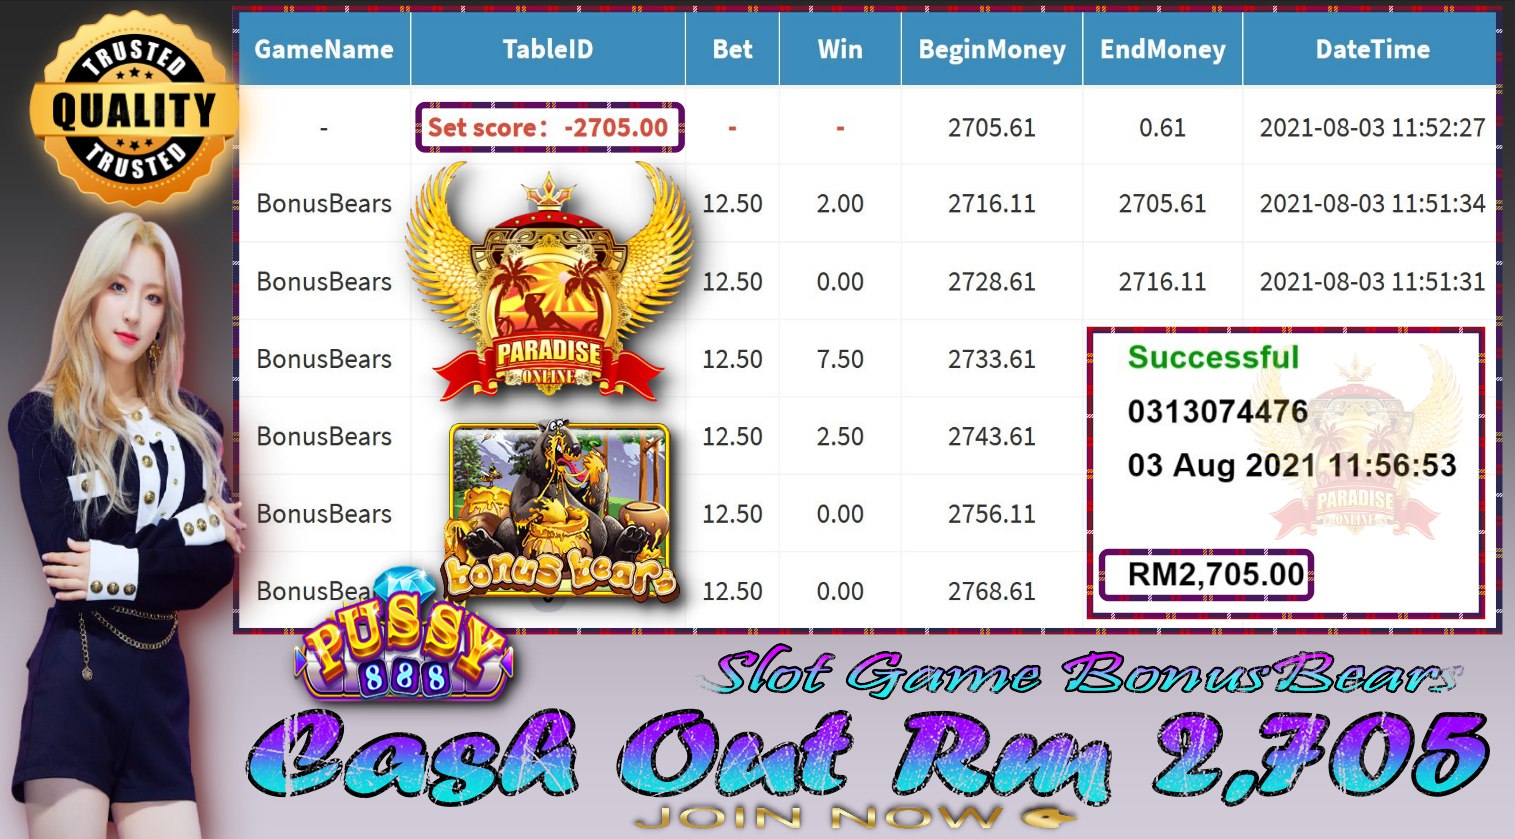 TRUSTED
QUALITY
TRUSTED
GameName TableID Bet Win BeginMoney EndMoney DateTime
- Set score：-2705.00 - - 2705.61 0.61 2021-08-03 11:52:27
BonusBears 12.50 2.00 2716.11 2705.61 2021-08-03 11:51:34
BonusBears 12.50 0.00 2728.61 2716.11 2021-08-03 11:51:31
BonusBears 12.50 7.50 2733.61
BonusBears 12.50 2.50 2743.61
BonusBears 12.50 0.00 2756.11
BonusBea 12.50 0.00 2768.61
PARADISE
ONLINE
bonus bears
PUSSY
888
Successful
0313074476
03 Aug 2021 11:56:53
PARADISE
ONLINE
RM2,705.00
Slot Game BonusBears
Cash Out Rm 2,705
JOIN NOW